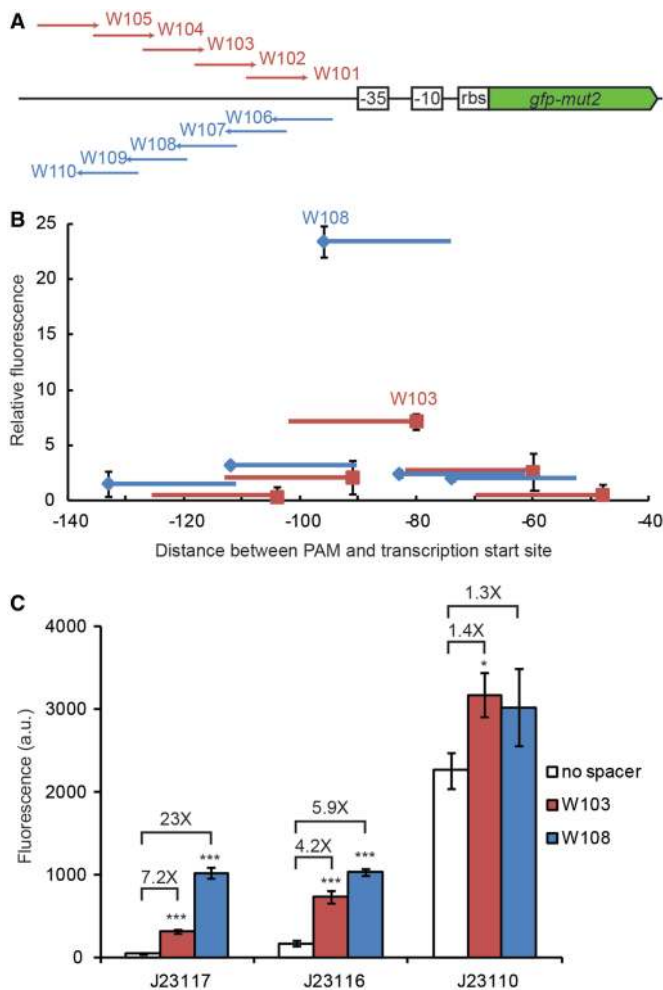 A
W105
W104
W103
W102
W101
-35
-10
rbs
gfp-mut2
W106
W107
W108
W109
W110
B
W108
W103
Relative fluorescence
25
20
15
10
5
0
-140
-120
-100
-80
-60
-40
Distance between PAM and transcription start site
C
Fluorescence (a.u.)
4000
3000
2000
1000
0
23X
7.2X
***
***
5.9X
4.2X
***
***
1.3X
1.4X
*
no spacer
W103
W108
J23117
J23116
J23110